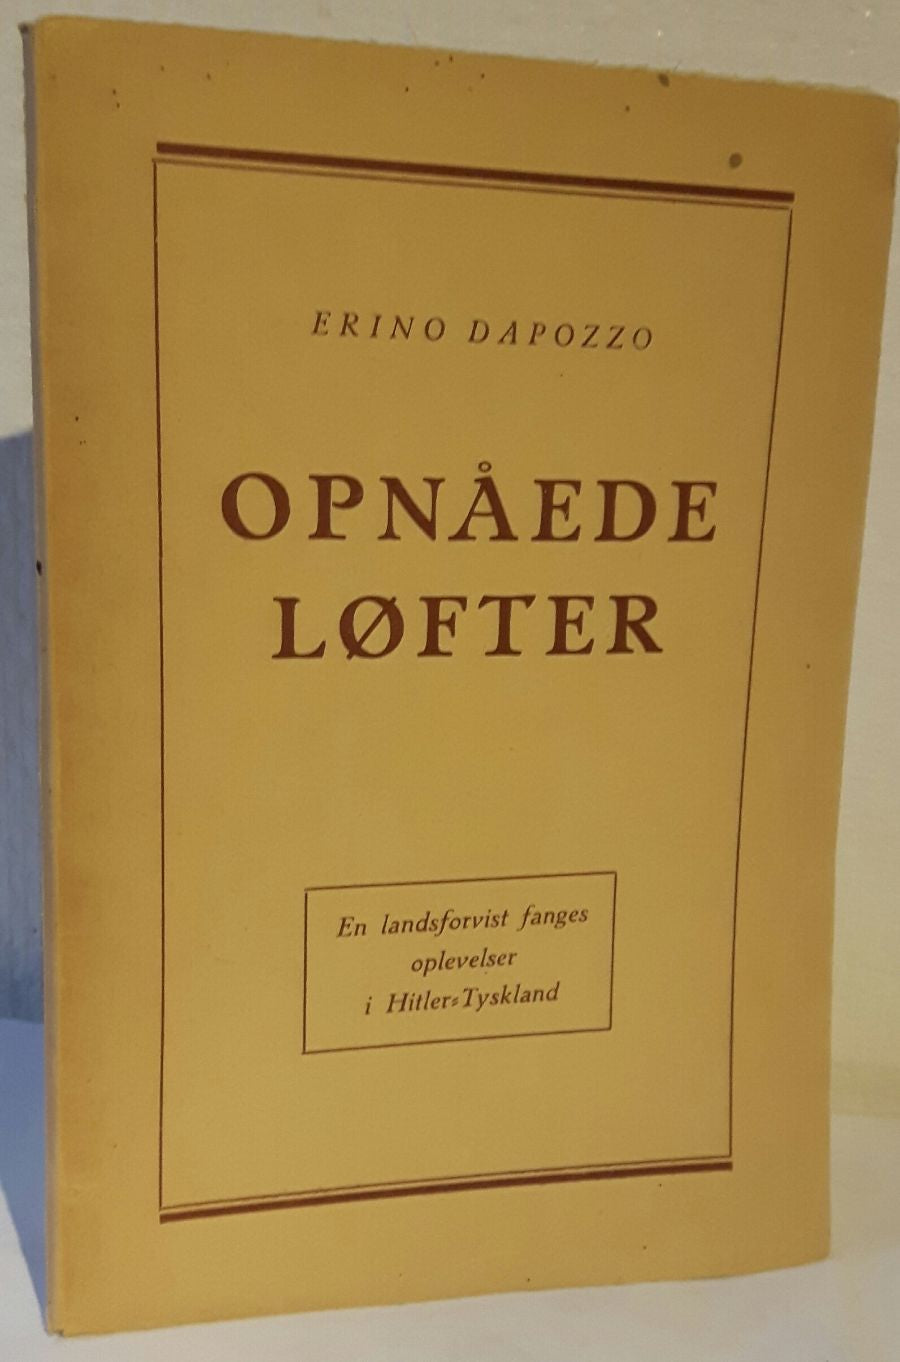 ERINO DAPOZZO
OPNÅEDE
LØFTER
En landsforvist fanges
oplevelser
i Hitler-Tyskland